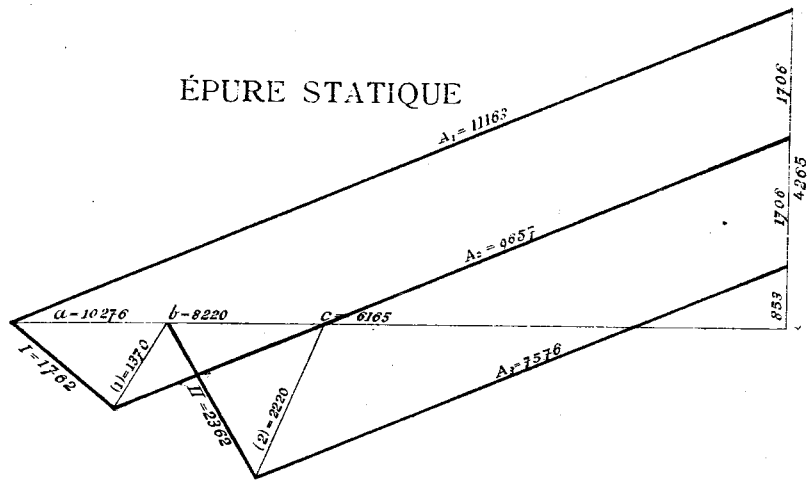 ÉPURE STATIQUE
A₁ = 11163
1706
4265
A₂ = 9657
1706
853
a = 10276
b = 8220
c = 6165
I = 1762
(1) = 1370
II = 2362
(2) = 2220
A₃ = 7576